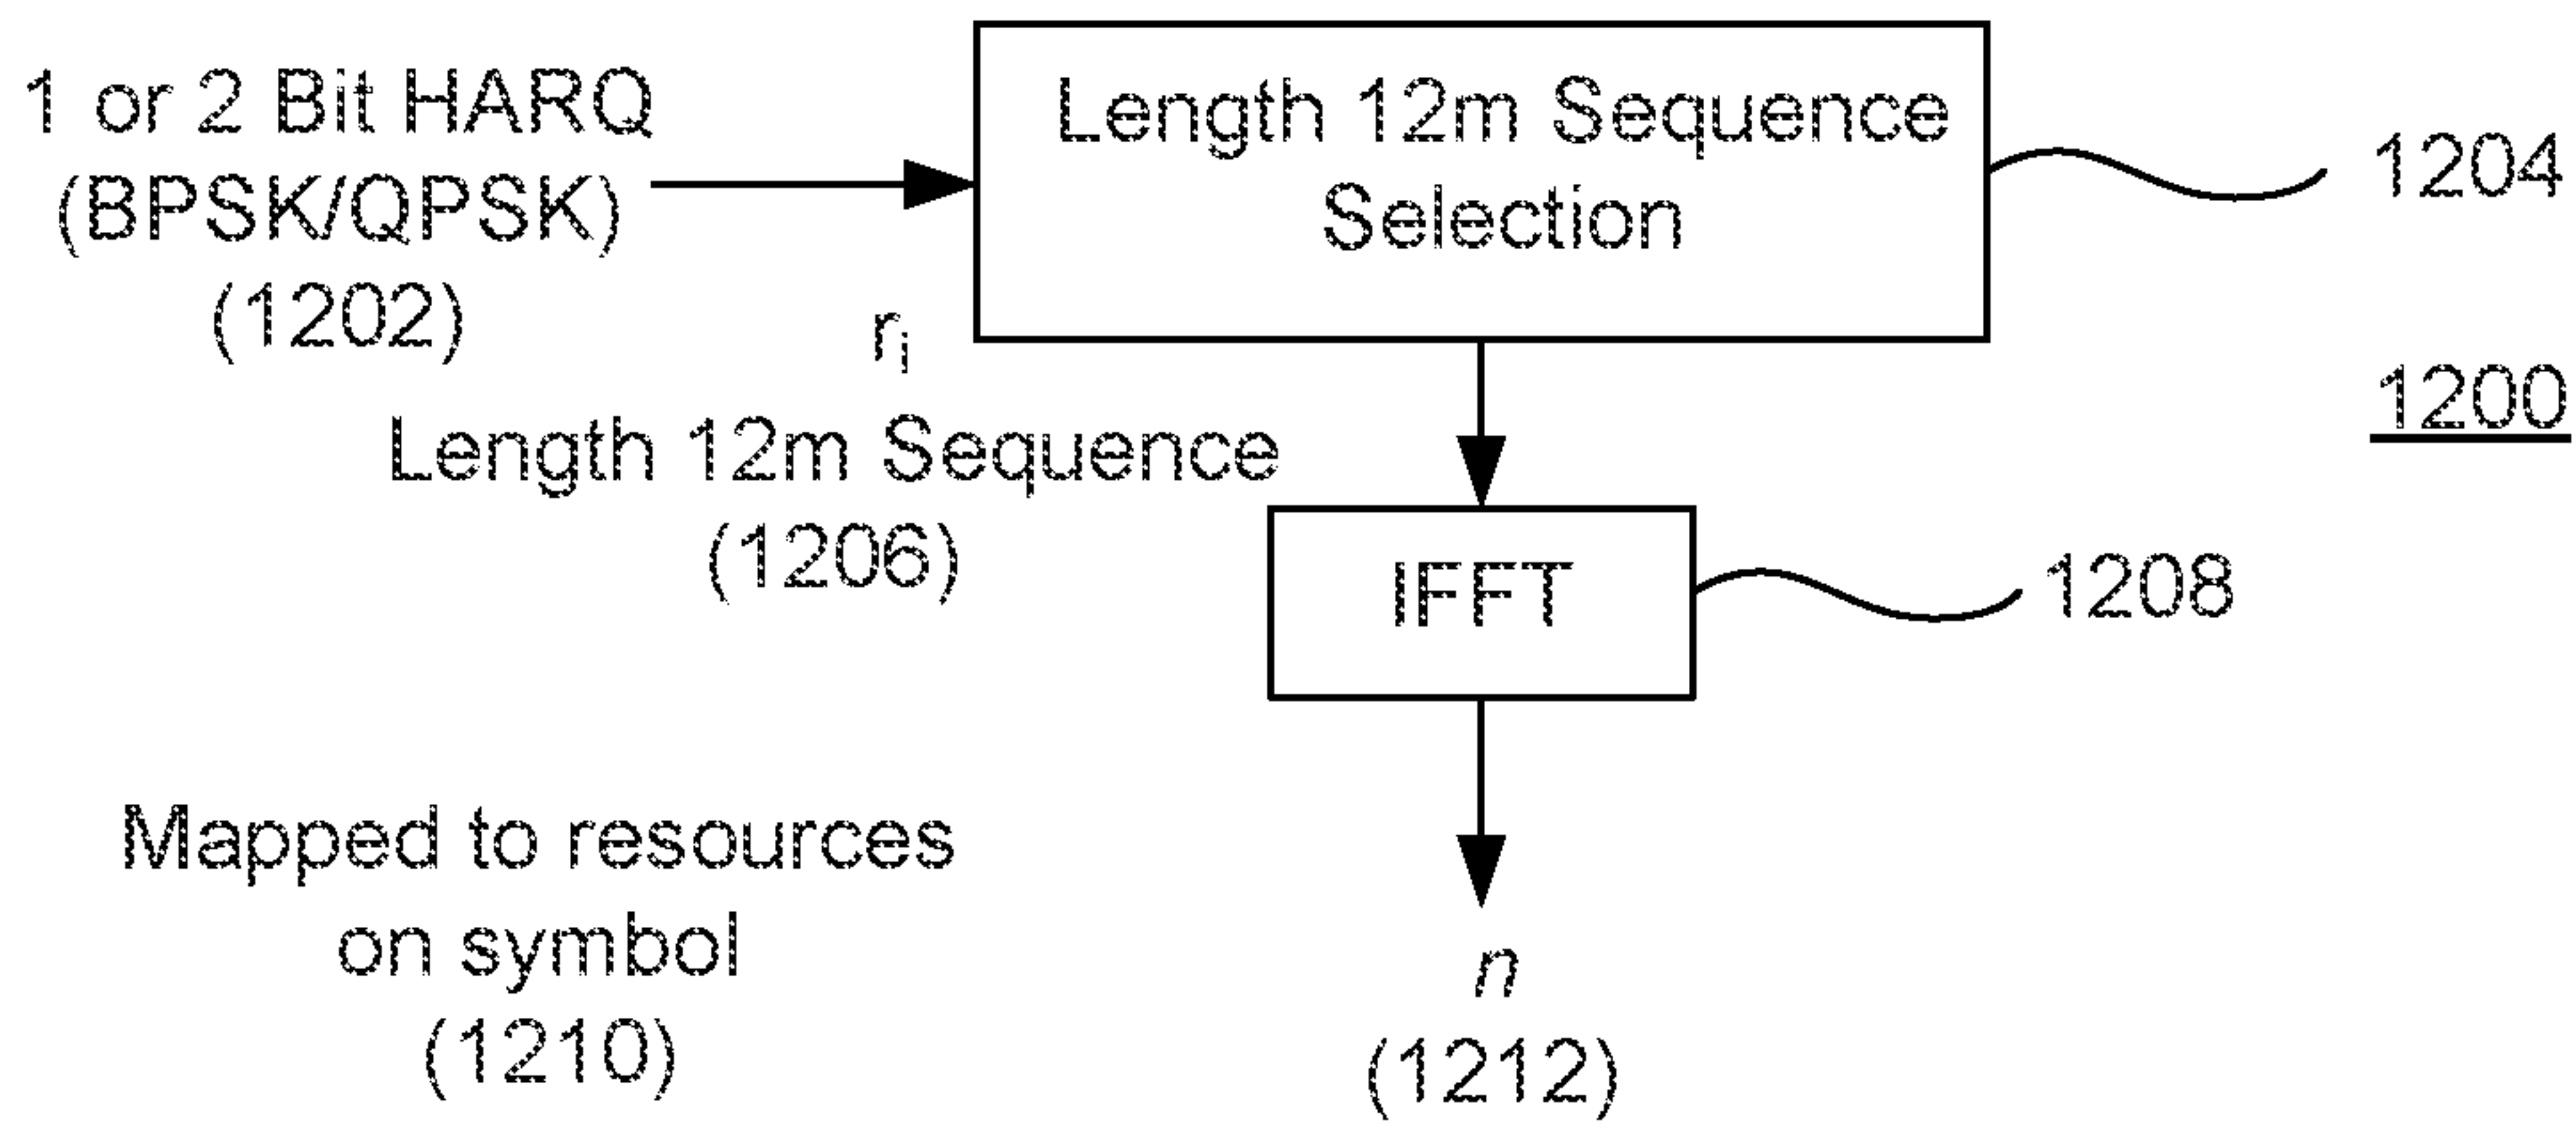 1 or 2 Bit HARQ
(BPSK/QPSK)
(1202)
Length 12m Sequence
Selection
1204
1200
r_i
Length 12m Sequence
(1206)
IFFT
1208
Mapped to resources
on symbol
(1210)
n
(1212)